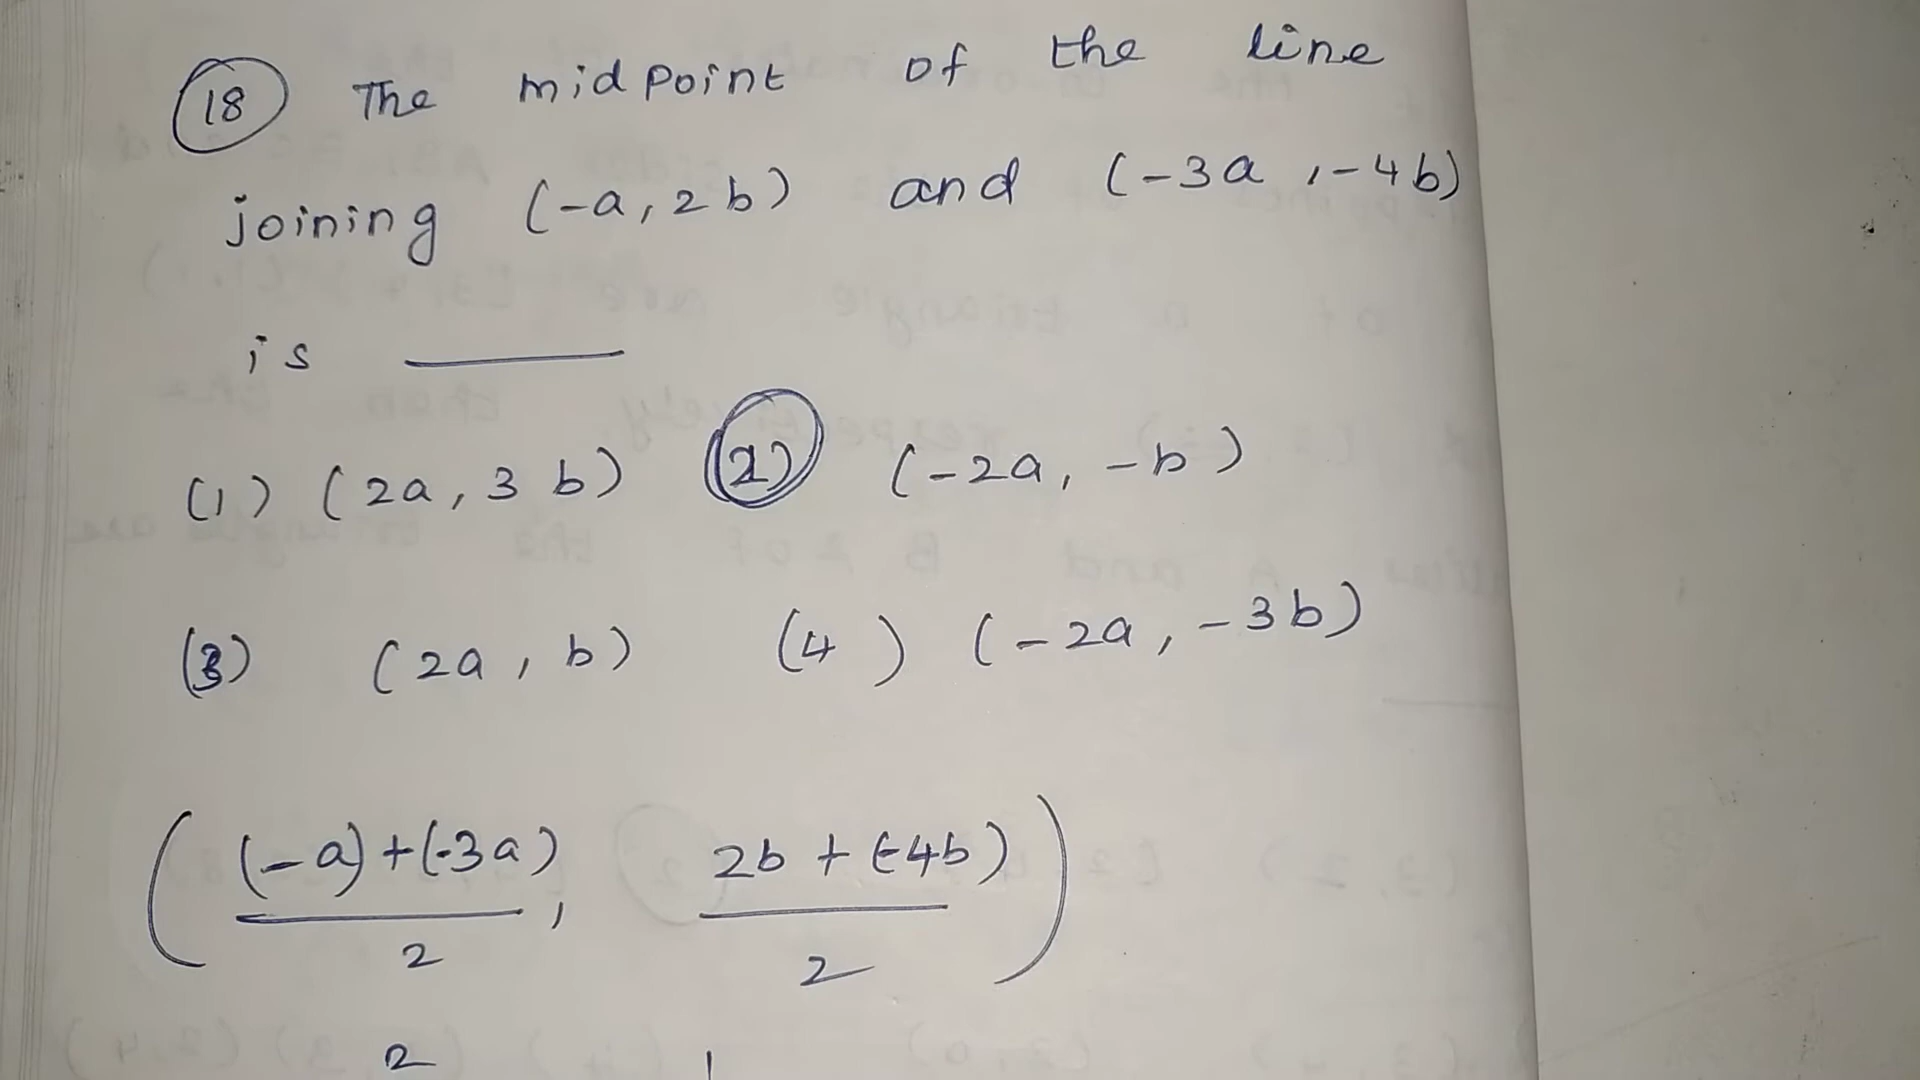 (18) The midpoint of the line
joining (-a, 2b) and (-3a, -4b)
is ______
(1) (2a, 3b) (2) (-2a, -b)
(3) (2a, b) (4) (-2a, -3b)
( (-a)+(-3a)/2, 2b+(-4b)/2 )
2